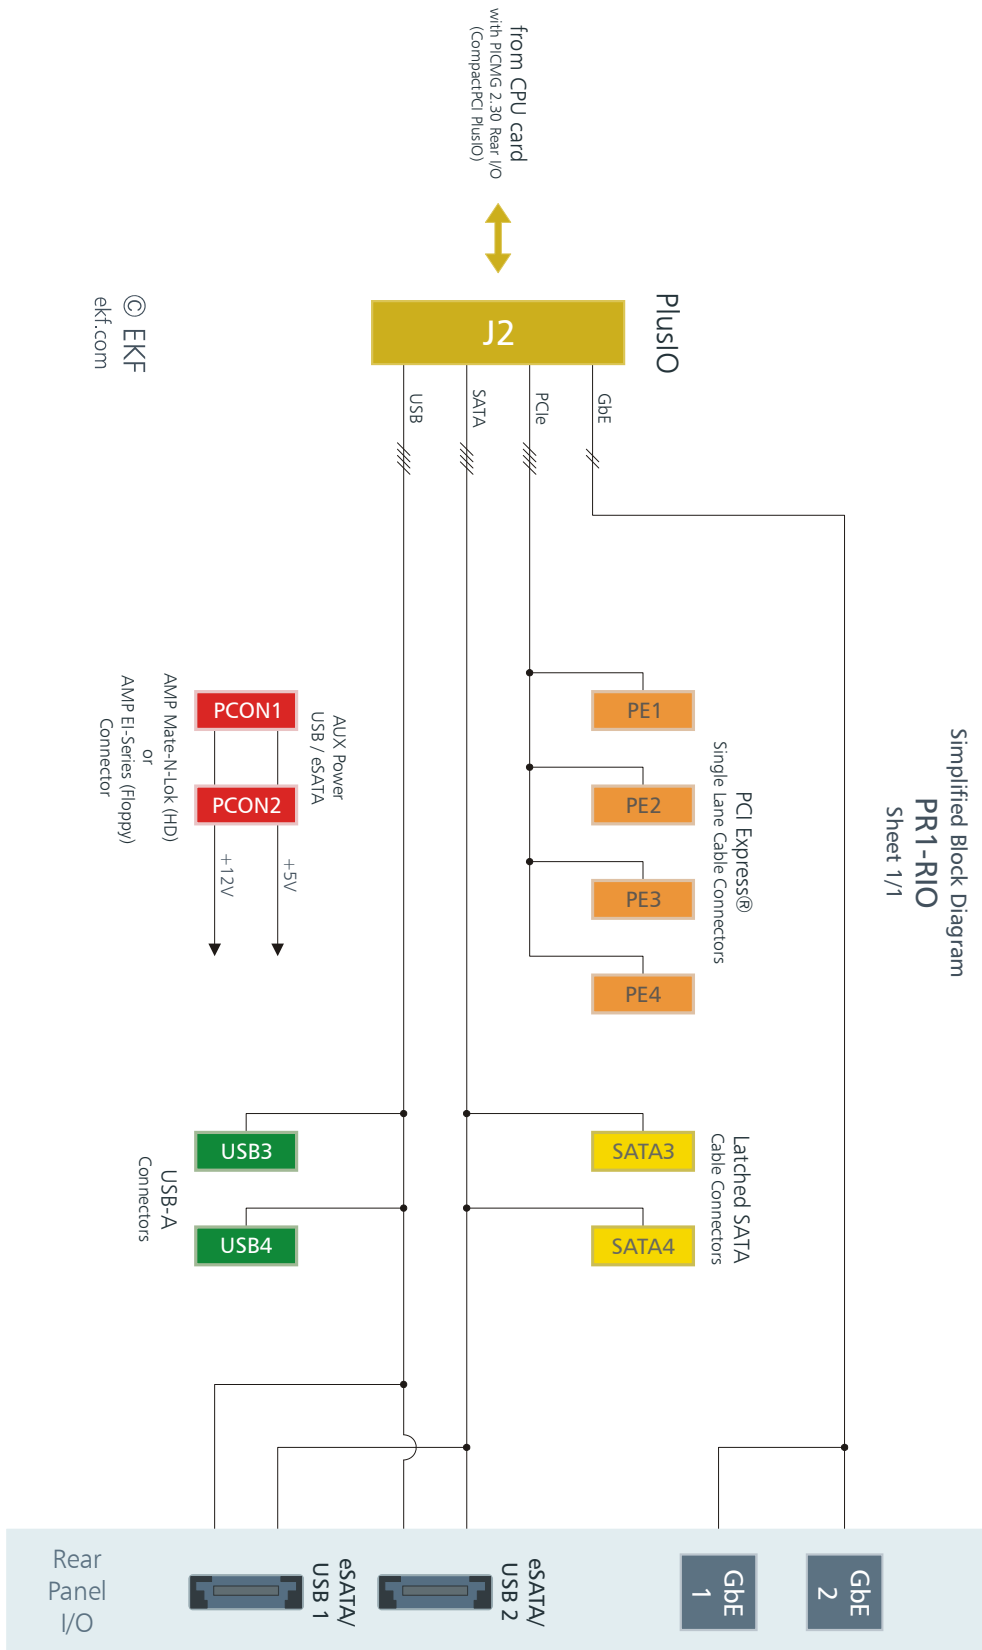 from CPU card
with PICMG 2.30 Rear I/O
(CompactPCI PlusIO)
PlusIO
J2
© EKF
ekf.com
USB
SATA
PCIe
GbE
Simplified Block Diagram
PR1-RIO
Sheet 1/1
PCON1
PCON2
AUX Power
USB / eSATA
AMP Mate-N-Lok (HD)
or
AMP EI-Series (Floppy)
Connector
+5V
+12V
PE1
PE2
PE3
PE4
PCI Express®
Single Lane Cable Connectors
USB3
USB4
USB-A
Connectors
SATA3
SATA4
Latched SATA
Cable Connectors
Rear
Panel
I/O
eSATA/
USB 1
eSATA/
USB 2
GbE
1
GbE
2